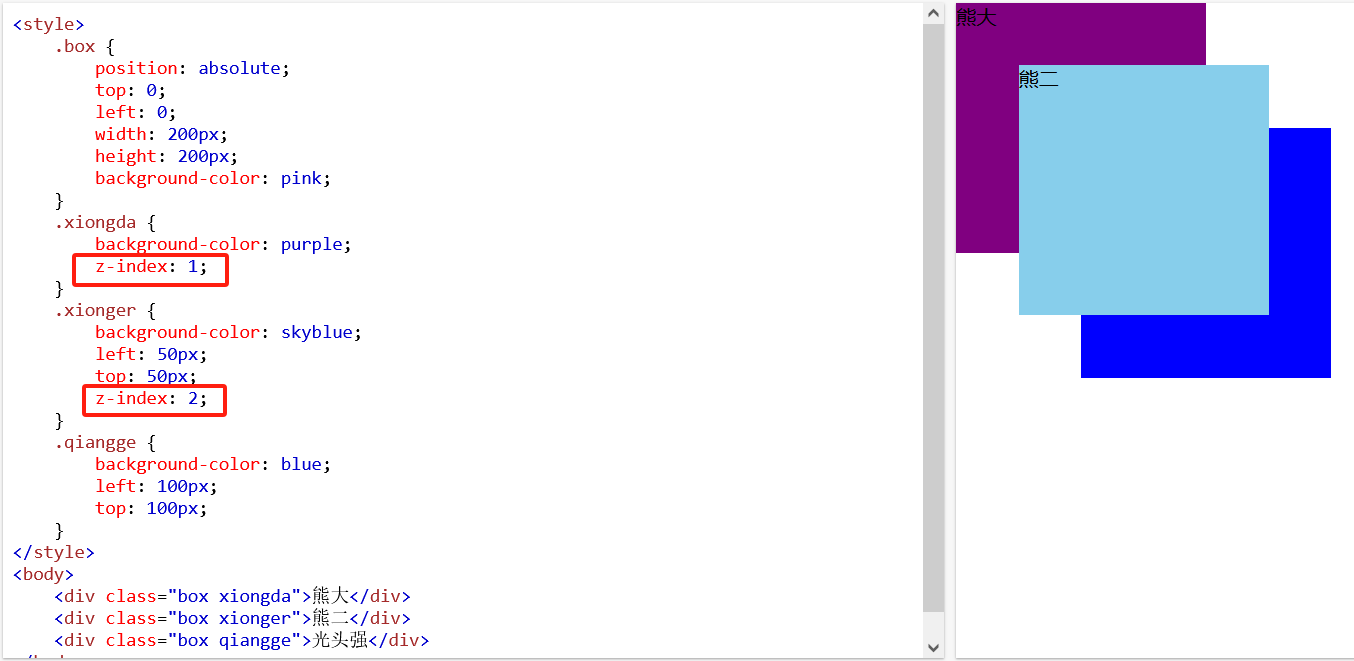 <style>
    .box {
        position: absolute;
        top: 0;
        left: 0;
        width: 200px;
        height: 200px;
        background-color: pink;
    }
    .xiongda {
        background-color: purple;
        z-index: 1;
    }
    .xionger {
        background-color: skyblue;
        left: 50px;
        top: 50px;
        z-index: 2;
    }
    .qiangge {
        background-color: blue;
        left: 100px;
        top: 100px;
    }
</style>
<body>
    <div class="box xiongda">熊大</div>
    <div class="box xionger">熊二</div>
    <div class="box qiangge">光头强</div>
熊大
熊二